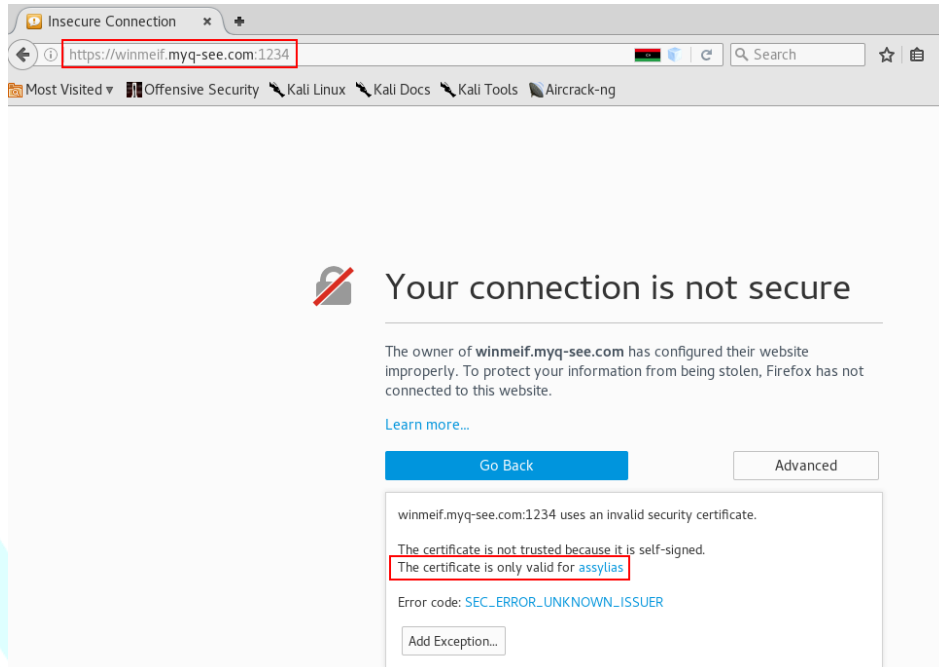 Insecure Connection
https://winmeif.myq-see.com:1234
Search
Most Visited Offensive Security Kali Linux Kali Docs Kali Tools Aircrack-ng
Your connection is not secure
The owner of winmeif.myq-see.com has configured their website
improperly. To protect your information from being stolen, Firefox has not
connected to this website.
Learn more...
Go Back Advanced
winmeif.myq-see.com:1234 uses an invalid security certificate.
The certificate is not trusted because it is self-signed.
The certificate is only valid for assylias
Error code: SEC_ERROR_UNKNOWN_ISSUER
Add Exception...